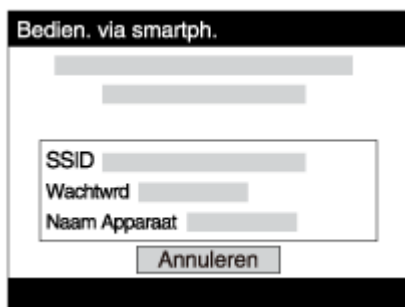 Bedien. via smartph.
SSID
Wachtwrd
Naam Apparaat
Annuleren